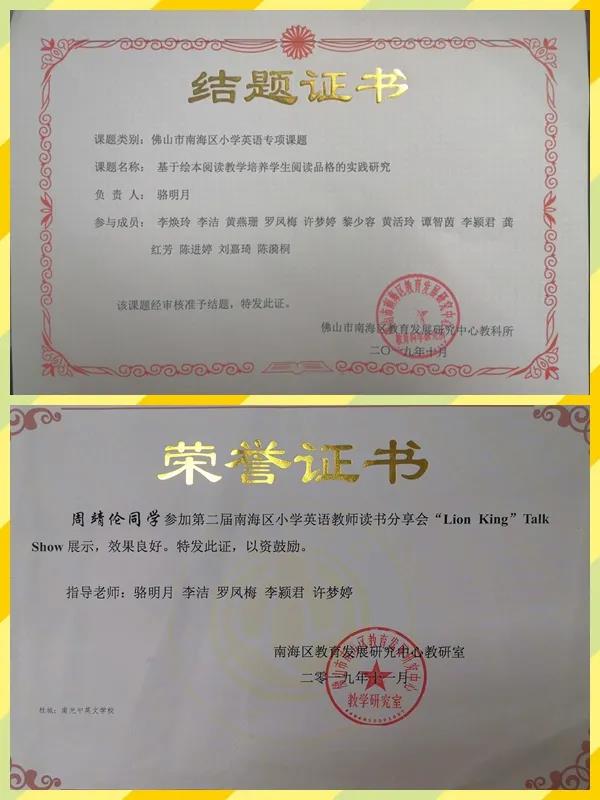 结题证书
课题类别：佛山市南海区小学英语专项课题
课题名称： 基于绘本阅读教学培养学生阅读品格的实践研究
负 责 人： 骆明月
参与成员： 李焕玲 李洁 黄燕珊 罗凤梅 许梦婷 黎少容 黄活玲 谭智茵 李颖君 龚
红芳 陈进婷 刘嘉琦 陈漪桐
该课题经审核准予结题，特发此证。
佛山市南海区教育发展研究中心教科所
二〇一九年十月
荣誉证书
周靖伦同学参加第二届南海区小学英语教师读书分享会“Lion King”Talk
Show 展示，效果良好。特发此证，以资鼓励。
指导老师：骆明月 李洁 罗凤梅 李颖君 许梦婷
南海区教育发展研究中心教研室
二零一九年十一月
教学研究室